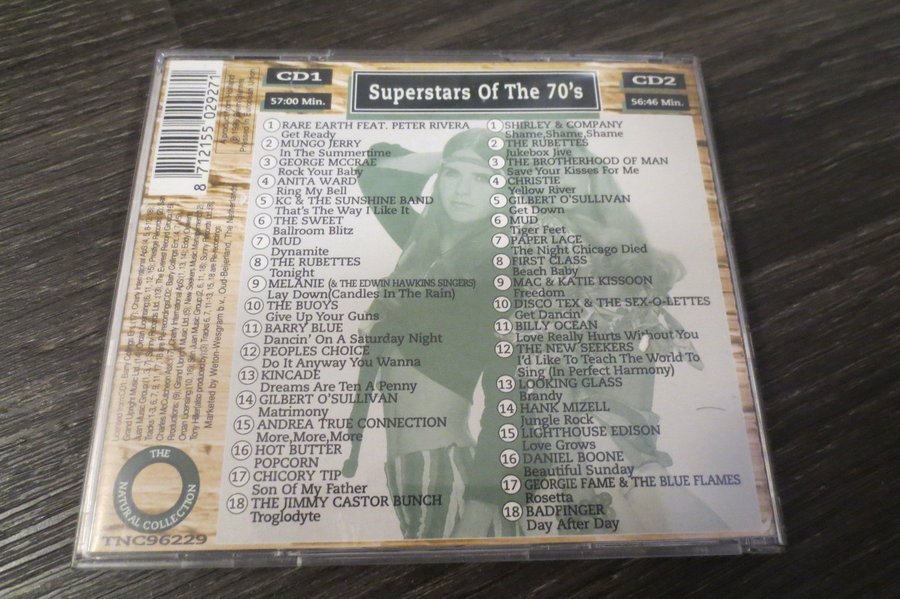 Superstars Of The 70's
CD1
57:00 Min.
1 RARE EARTH FEAT. PETER RIVERA
Get Ready
2 MUNGO JERRY
In The Summertime
3 GEORGE MCCRAE
Rock Your Baby
4 ANITA WARD
Ring My Bell
5 KC & THE SUNSHINE BAND
That's The Way I Like It
6 THE SWEET
Ballroom Blitz
7 MUD
Dynamite
8 THE RUBETTES
Tonight
9 MELANIE (& THE EDWIN HAWKINS SINGERS)
Lay Down(Candles In The Rain)
10 THE BUOYS
Give Up Your Guns
11 BARRY BLUE
Dancin' On A Saturday Night
12 PEOPLES CHOICE
Do It Anyway You Wanna
13 KINCADE
Dreams Are Ten A Penny
14 GILBERT O'SULLIVAN
Matrimony
15 ANDREA TRUE CONNECTION
More,More,More
16 HOT BUTTER
POPCORN
17 CHICORY TIP
Son Of My Father
18 THE JIMMY CASTOR BUNCH
Troglodyte
CD2
56:46 Min.
1 SHIRLEY & COMPANY
Shame,Shame,Shame
2 THE RUBETTES
Jukebox Jive
3 THE BROTHERHOOD OF MAN
Save Your Kisses For Me
4 CHRISTIE
Yellow River
5 GILBERT O'SULLIVAN
Get Down
6 MUD
Tiger Feet
7 PAPER LACE
The Night Chicago Died
8 FIRST CLASS
Beach Baby
9 MAC & KATIE KISSOON
Freedom
10 DISCO TEX & THE SEX-O-LETTES
Get Dancin'
11 BILLY OCEAN
Love Really Hurts Without You
12 THE NEW SEEKERS
I'd Like To Teach The World To
Sing (In Perfect Harmony)
13 LOOKING GLASS
Brandy
14 HANK MIZELL
Jungle Rock
15 LIGHTHOUSE EDISON
Love Grows
16 DANIEL BOONE
Beautiful Sunday
17 GEORGIE FAME & THE BLUE FLAMES
Rosetta
18 BADFINGER
Day After Day
8 712155 029271
Marketed by Weton-Wesgram b.v., Oud-Beijerland, The Netherlands
THE
NATURAL COLLECTION
TNC96229